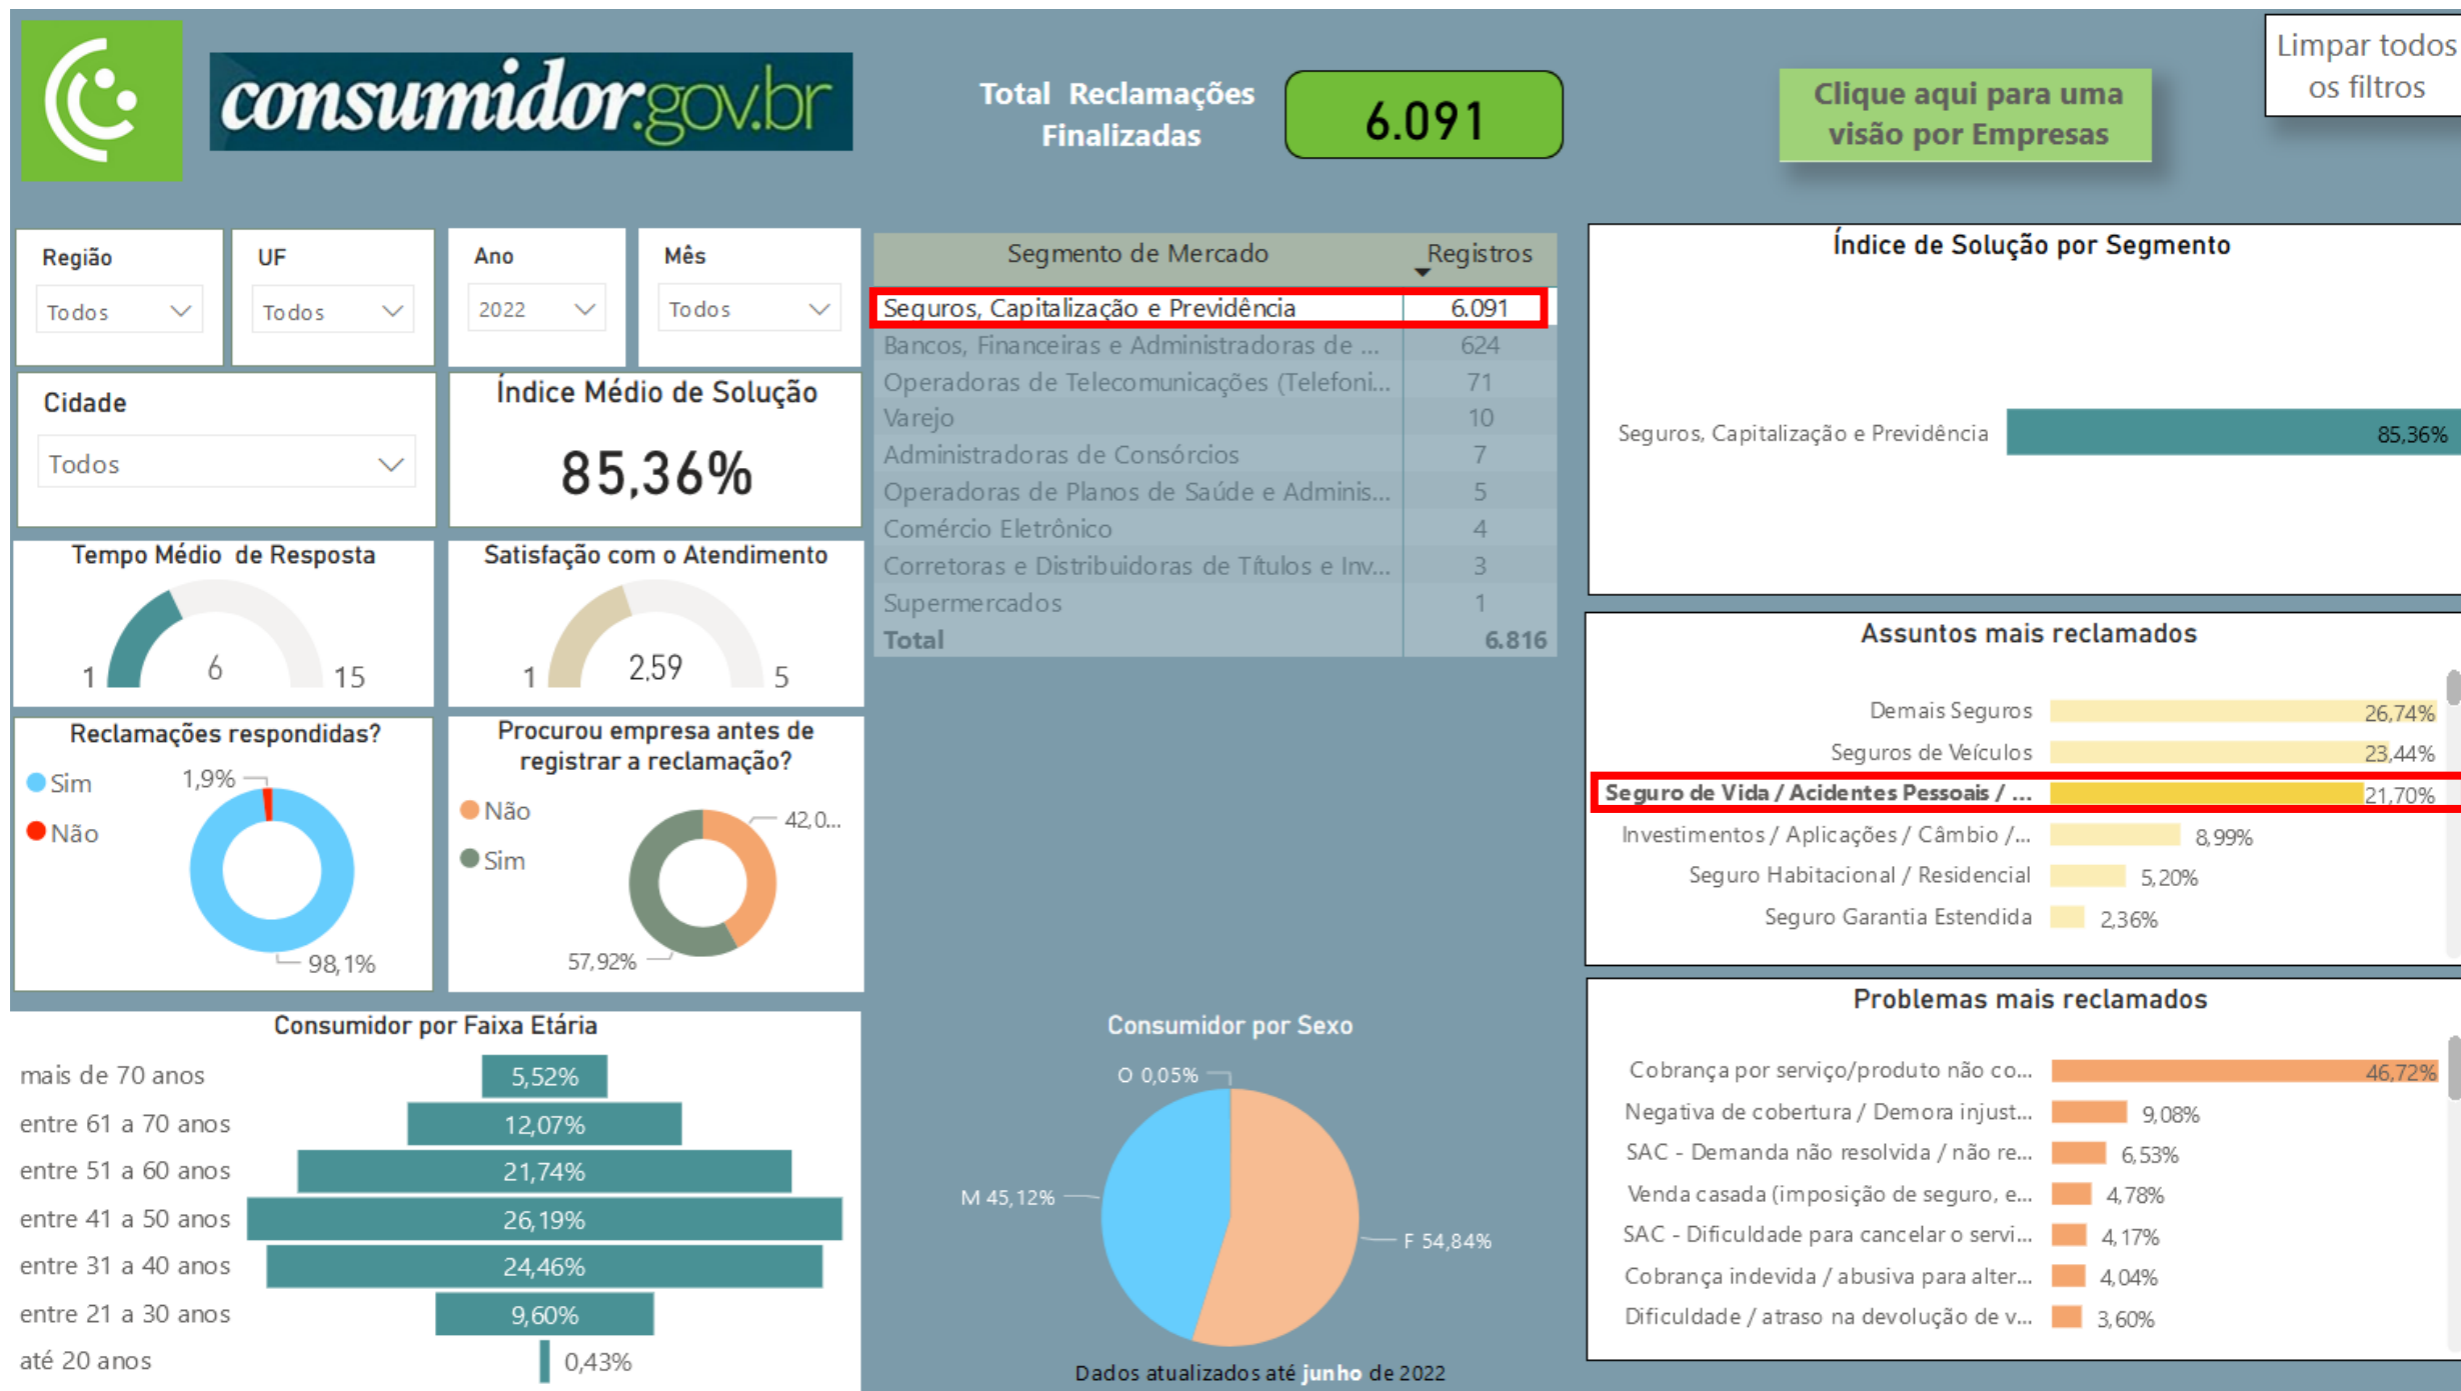 consumidor.gov.br
Total Reclamações
Finalizadas
6.091
Clique aqui para uma
visão por Empresas
Limpar todos
os filtros
Região
Todos
UF
Todos
Ano
2022
Mês
Todos
Cidade
Todos
Índice Médio de Solução
85,36%
Tempo Médio de Resposta
1
6
15
Satisfação com o Atendimento
1
2,59
5
Reclamações respondidas?
Sim
Não
1,9%
98,1%
Procurou empresa antes de
registrar a reclamação?
Não
Sim
42,0...
57,92%
Segmento de Mercado Registros
Seguros, Capitalização e Previdência 6.091
Bancos, Financeiras e Administradoras de ... 624
Operadoras de Telecomunicações (Telefoni... 71
Varejo 10
Administradoras de Consórcios 7
Operadoras de Planos de Saúde e Adminis... 5
Comércio Eletrônico 4
Corretoras e Distribuidoras de Títulos e Inv... 3
Supermercados 1
Total 6.816
Índice de Solução por Segmento
Seguros, Capitalização e Previdência 85,36%
Assuntos mais reclamados
Demais Seguros 26,74%
Seguros de Veículos 23,44%
Seguro de Vida / Acidentes Pessoais / ... 21,70%
Investimentos / Aplicações / Câmbio /... 8,99%
Seguro Habitacional / Residencial 5,20%
Seguro Garantia Estendida 2,36%
Consumidor por Faixa Etária
mais de 70 anos 5,52%
entre 61 a 70 anos 12,07%
entre 51 a 60 anos 21,74%
entre 41 a 50 anos 26,19%
entre 31 a 40 anos 24,46%
entre 21 a 30 anos 9,60%
até 20 anos 0,43%
Consumidor por Sexo
O 0,05%
M 45,12%
F 54,84%
Dados atualizados até junho de 2022
Problemas mais reclamados
Cobrança por serviço/produto não co... 46,72%
Negativa de cobertura / Demora injust... 9,08%
SAC - Demanda não resolvida / não re... 6,53%
Venda casada (imposição de seguro, e... 4,78%
SAC - Dificuldade para cancelar o servi... 4,17%
Cobrança indevida / abusiva para alter... 4,04%
Dificuldade / atraso na devolução de v... 3,60%